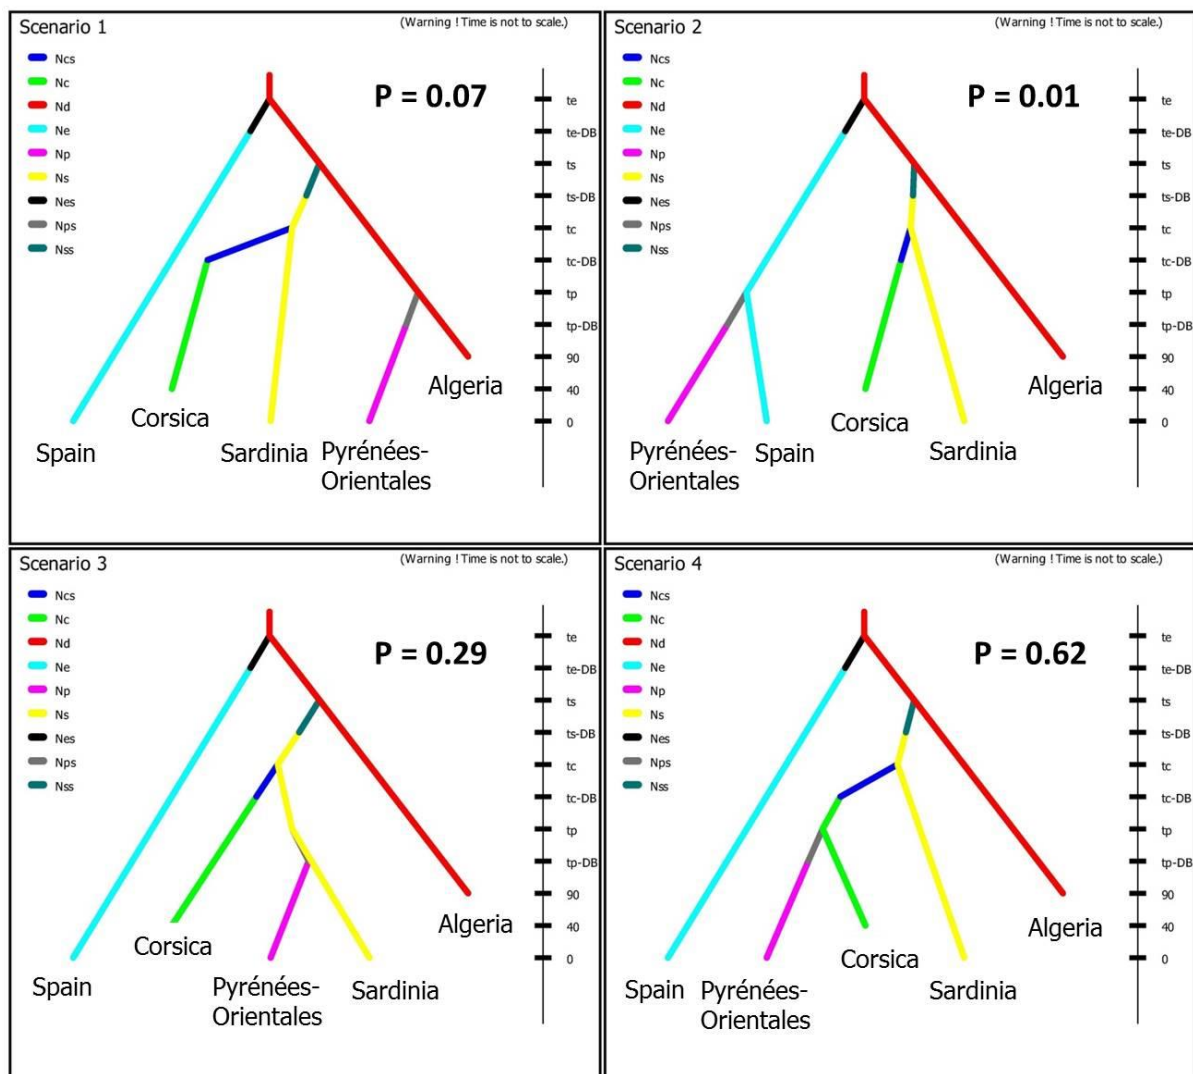 Scenario 1
(Warning ! Time is not to scale.)
Ncs
Nc
Nd
Ne
Np
Ns
Nes
Nps
Nss
P = 0.07
te
te-DB
ts
ts-DB
tc
tc-DB
tp
tp-DB
90
40
0
Algeria
Corsica
Spain
Sardinia
Pyrénées-
Orientales
Scenario 2
(Warning ! Time is not to scale.)
Ncs
Nc
Nd
Ne
Np
Ns
Nes
Nps
Nss
P = 0.01
te
te-DB
ts
ts-DB
tc
tc-DB
tp
tp-DB
90
40
0
Algeria
Corsica
Pyrénées-
Orientales
Spain
Sardinia
Scenario 3
(Warning ! Time is not to scale.)
Ncs
Nc
Nd
Ne
Np
Ns
Nes
Nps
Nss
P = 0.29
te
te-DB
ts
ts-DB
tc
tc-DB
tp
tp-DB
90
40
0
Algeria
Corsica
Spain
Pyrénées-
Orientales
Sardinia
Scenario 4
(Warning ! Time is not to scale.)
Ncs
Nc
Nd
Ne
Np
Ns
Nes
Nps
Nss
P = 0.62
te
te-DB
ts
ts-DB
tc
tc-DB
tp
tp-DB
90
40
0
Algeria
Corsica
Spain
Pyrénées-
Orientales
Sardinia